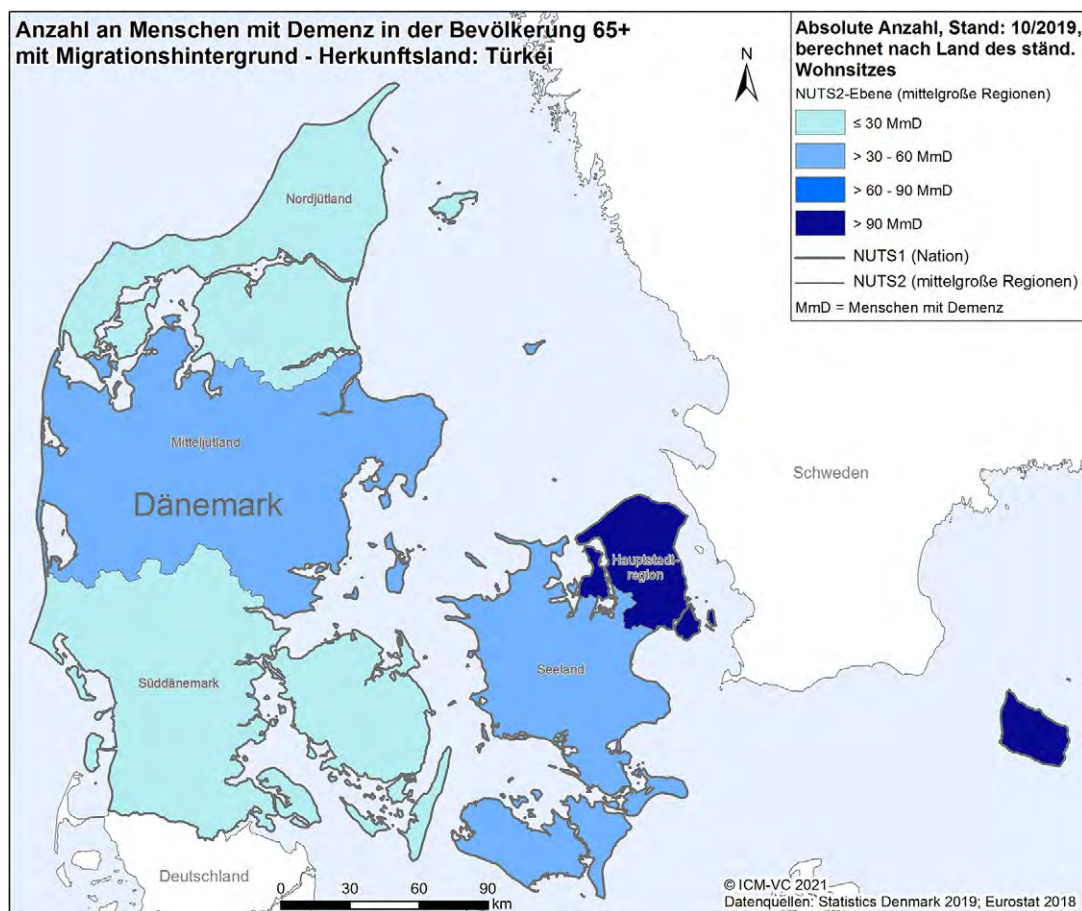 Anzahl an Menschen mit Demenz in der Bevölkerung 65+
mit Migrationshintergrund - Herkunftsland: Türkei
N
Absolute Anzahl, Stand: 10/2019,
berechnet nach Land des ständ.
Wohnsitzes
NUTS2-Ebene (mittelgroße Regionen)
≤ 30 MmD
> 30 - 60 MmD
> 60 - 90 MmD
> 90 MmD
NUTS1 (Nation)
NUTS2 (mittelgroße Regionen)
MmD = Menschen mit Demenz
Nordjütland
Mitteljütland
Dänemark
Schweden
Hauptstadt-
region
Seeland
Süddänemark
Deutschland
0 30 60 90
km
© ICM-VC 2021
Datenquellen: Statistics Denmark 2019; Eurostat 2018